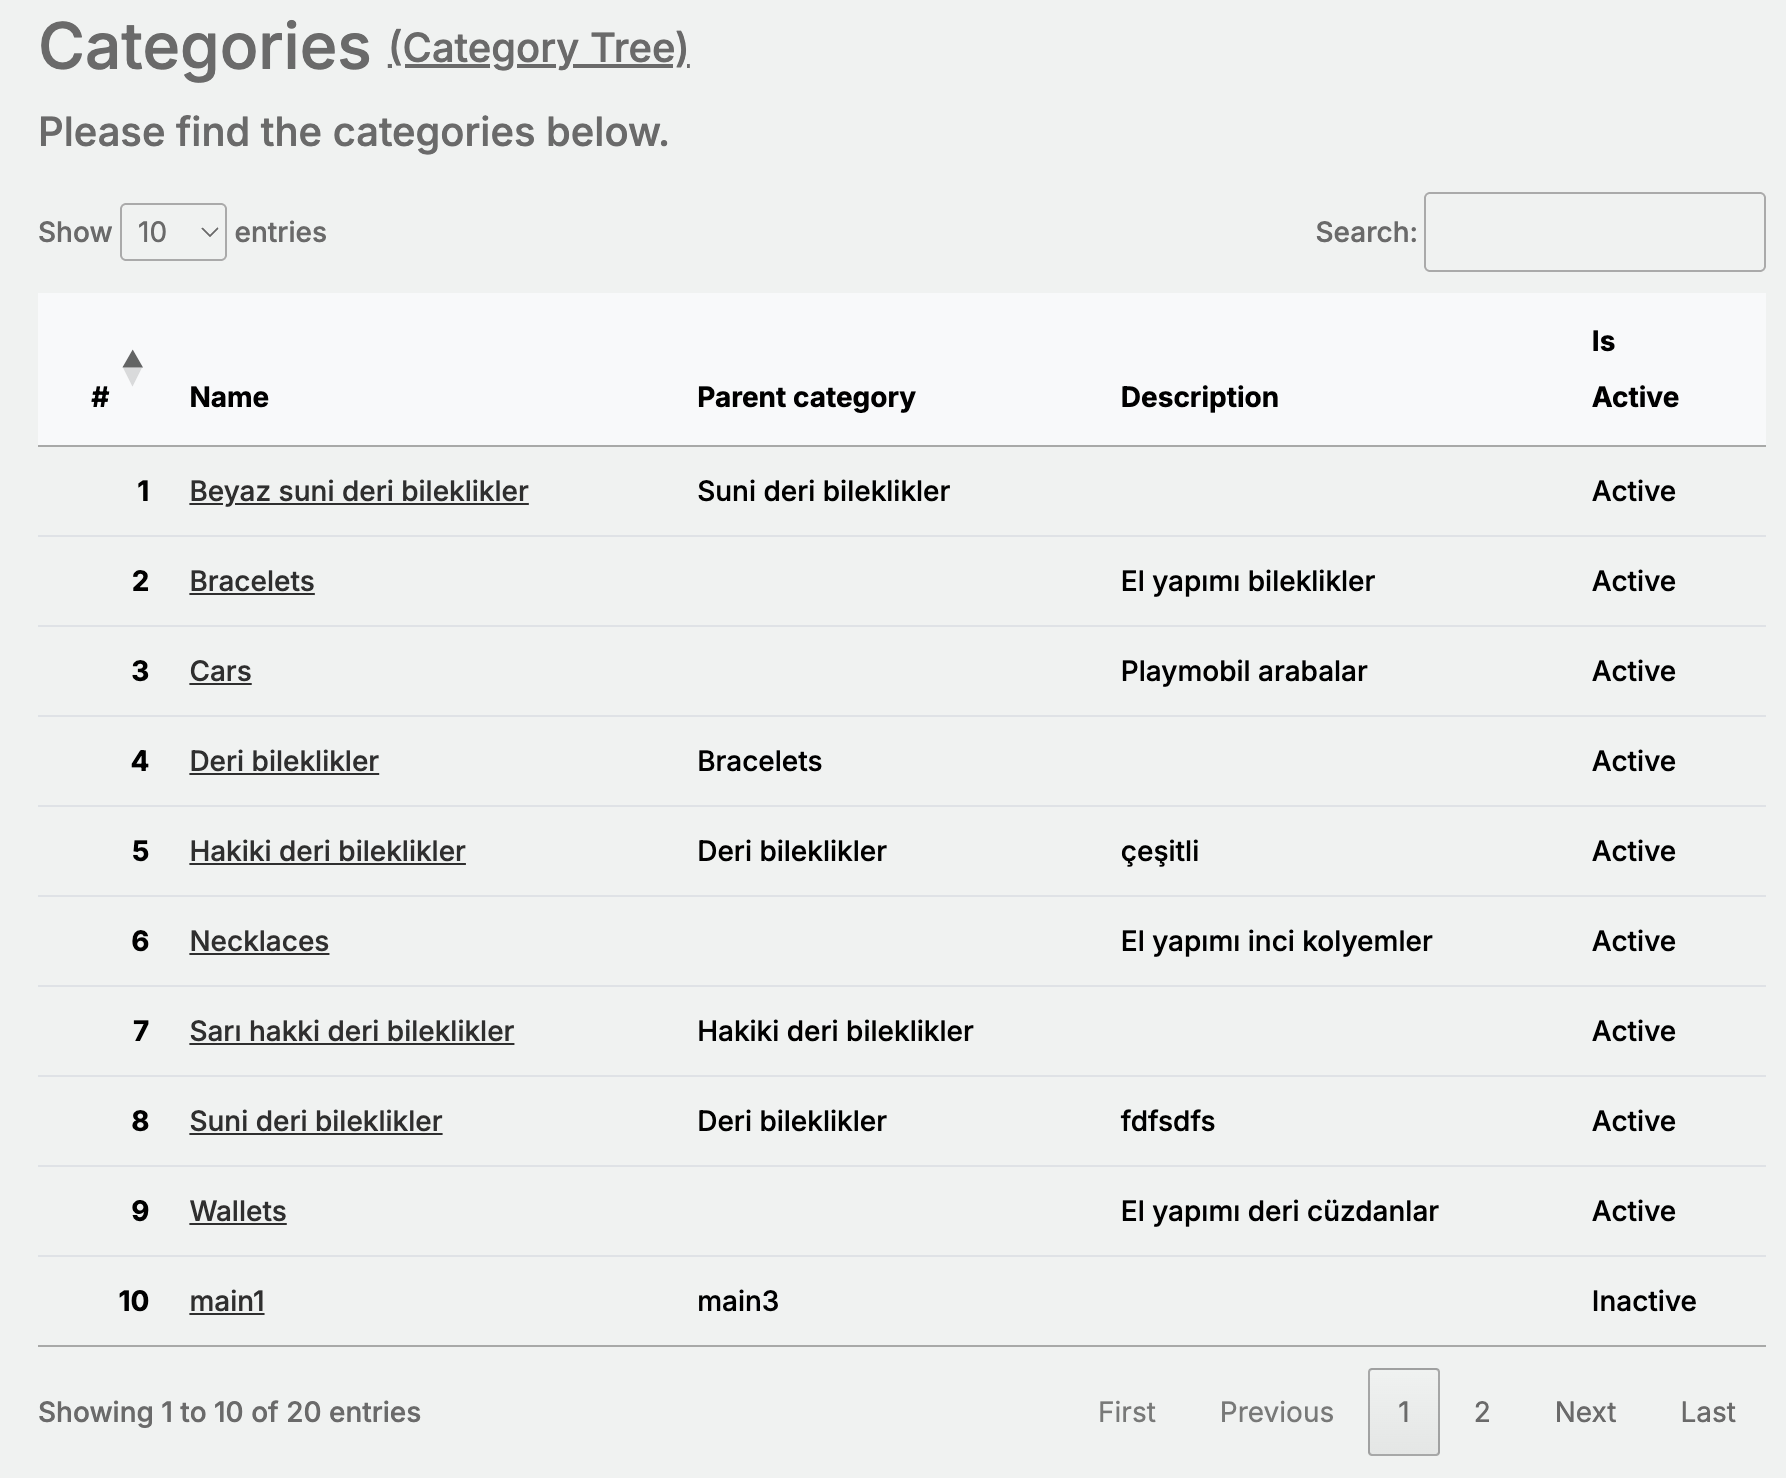 Categories (Category Tree)
Please find the categories below.
Show 10 entries Search:
Is
# Name Parent category Description Active
1 Beyaz suni deri bileklikler Suni deri bileklikler Active
2 Bracelets El yapımı bileklikler Active
3 Cars Playmobil arabalar Active
4 Deri bileklikler Bracelets Active
5 Hakiki deri bileklikler Deri bileklikler çeşitli Active
6 Necklaces El yapımı inci kolyemler Active
7 Sarı hakki deri bileklikler Hakiki deri bileklikler Active
8 Suni deri bileklikler Deri bileklikler fdfsdfs Active
9 Wallets El yapımı deri cüzdanlar Active
10 main1 main3 Inactive
Showing 1 to 10 of 20 entries First Previous 1 2 Next Last